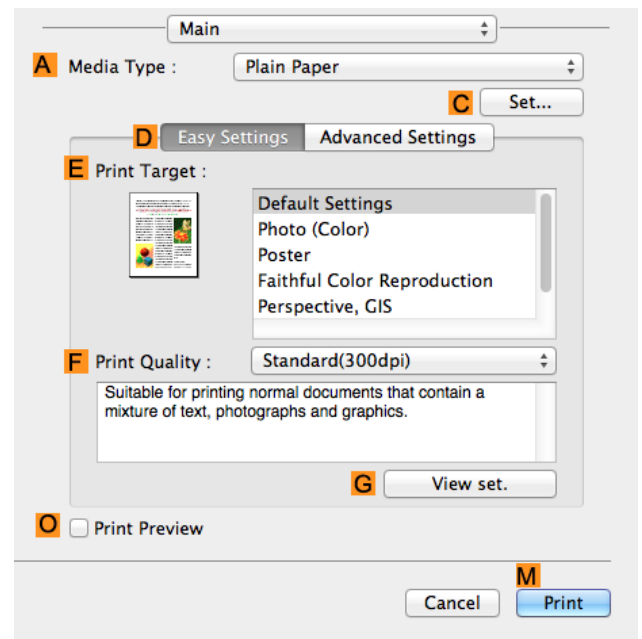 Main
A Media Type : Plain Paper
C Set...
D Easy Settings Advanced Settings
E Print Target :
Default Settings
Photo (Color)
Poster
Faithful Color Reproduction
Perspective, GIS
F Print Quality : Standard(300dpi)
Suitable for printing normal documents that contain a
mixture of text, photographs and graphics.
G View set.
O Print Preview
M
Cancel Print